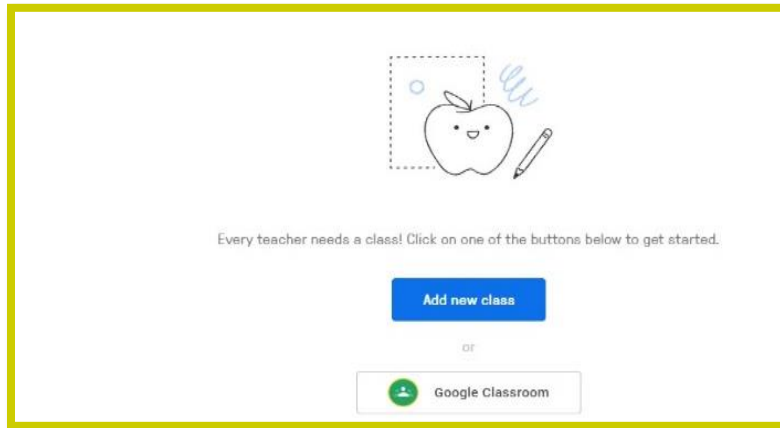 Every teacher needs a class! Click on one of the buttons below to get started.
Add new class
or
Google Classroom